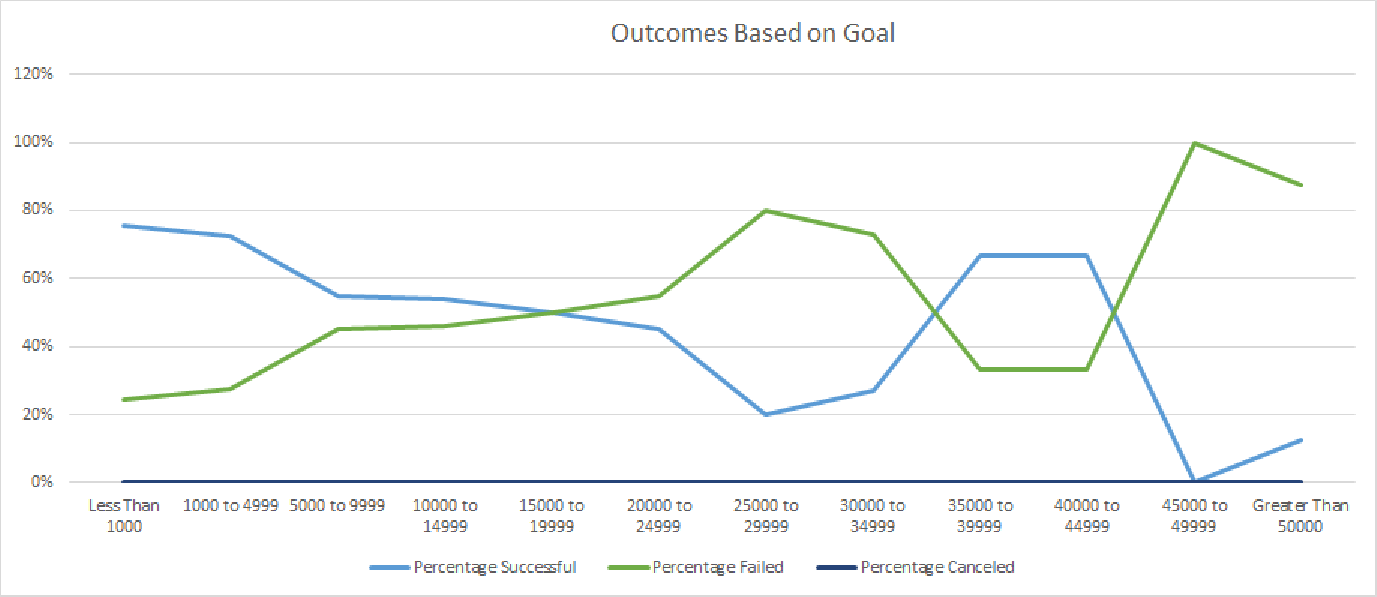 Outcomes Based on Goal
120%
100%
80%
60%
40%
20%
0%
Less Than 1000 to 4999 5000 to 9999 10000 to 15000 to 20000 to 25000 to 30000 to 35000 to 40000 to 45000 to Greater Than
1000 14999 19999 24999 29999 34999 39999 44999 49999 50000
Percentage Successful Percentage Failed Percentage Canceled